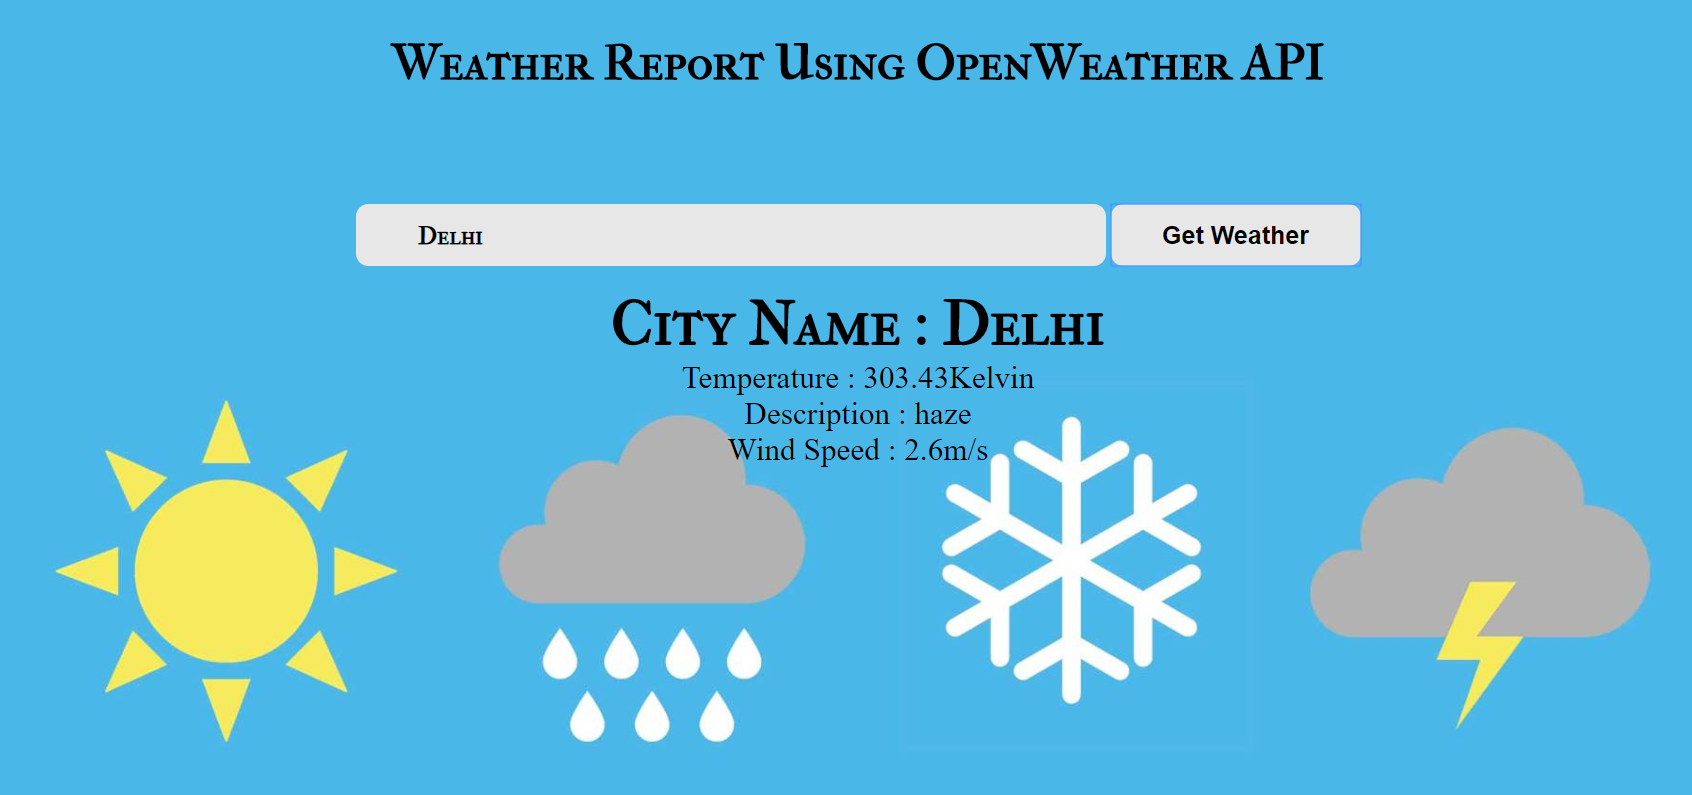 Weather Report Using OpenWeather API
Delhi
Get Weather
City Name : Delhi
Temperature : 303.43Kelvin
Description : haze
Wind Speed : 2.6m/s